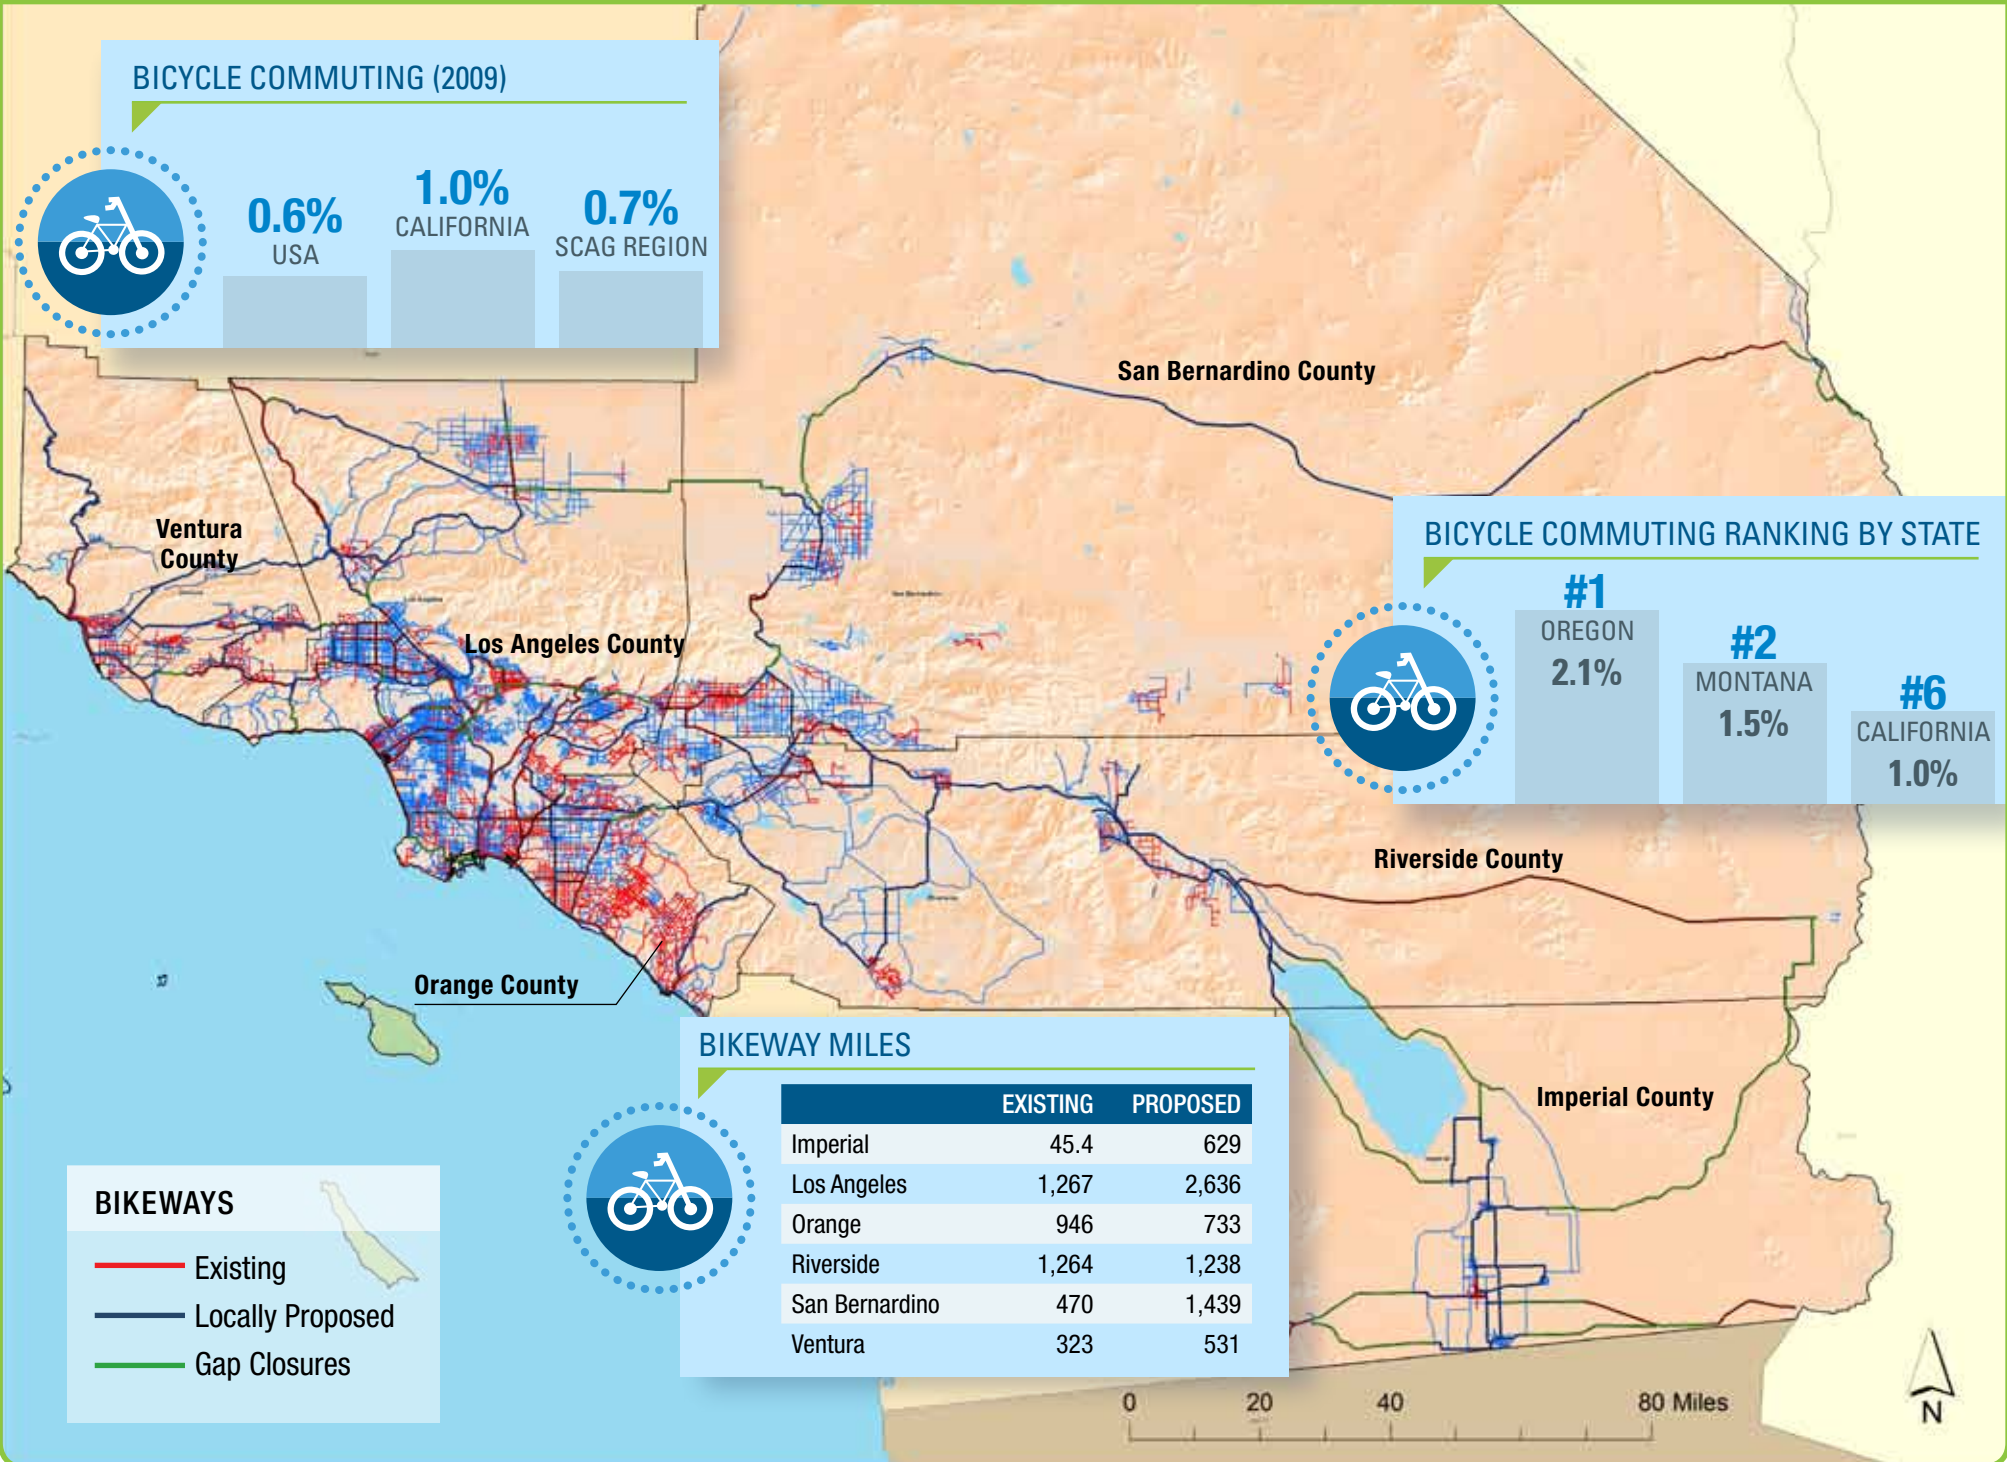 BICYCLE COMMUTING (2009)
0.6%
USA
1.0%
CALIFORNIA
0.7%
SCAG REGION
San Bernardino County
Ventura
County
Los Angeles County
BICYCLE COMMUTING RANKING BY STATE
#1
OREGON
2.1%
#2
MONTANA
1.5%
#6
CALIFORNIA
1.0%
Riverside County
Orange County
Imperial County
BIKEWAY MILES
EXISTING PROPOSED
Imperial 45.4 629
Los Angeles 1,267 2,636
Orange 946 733
Riverside 1,264 1,238
San Bernardino 470 1,439
Ventura 323 531
BIKEWAYS
Existing
Locally Proposed
Gap Closures
0 20 40 80 Miles
N